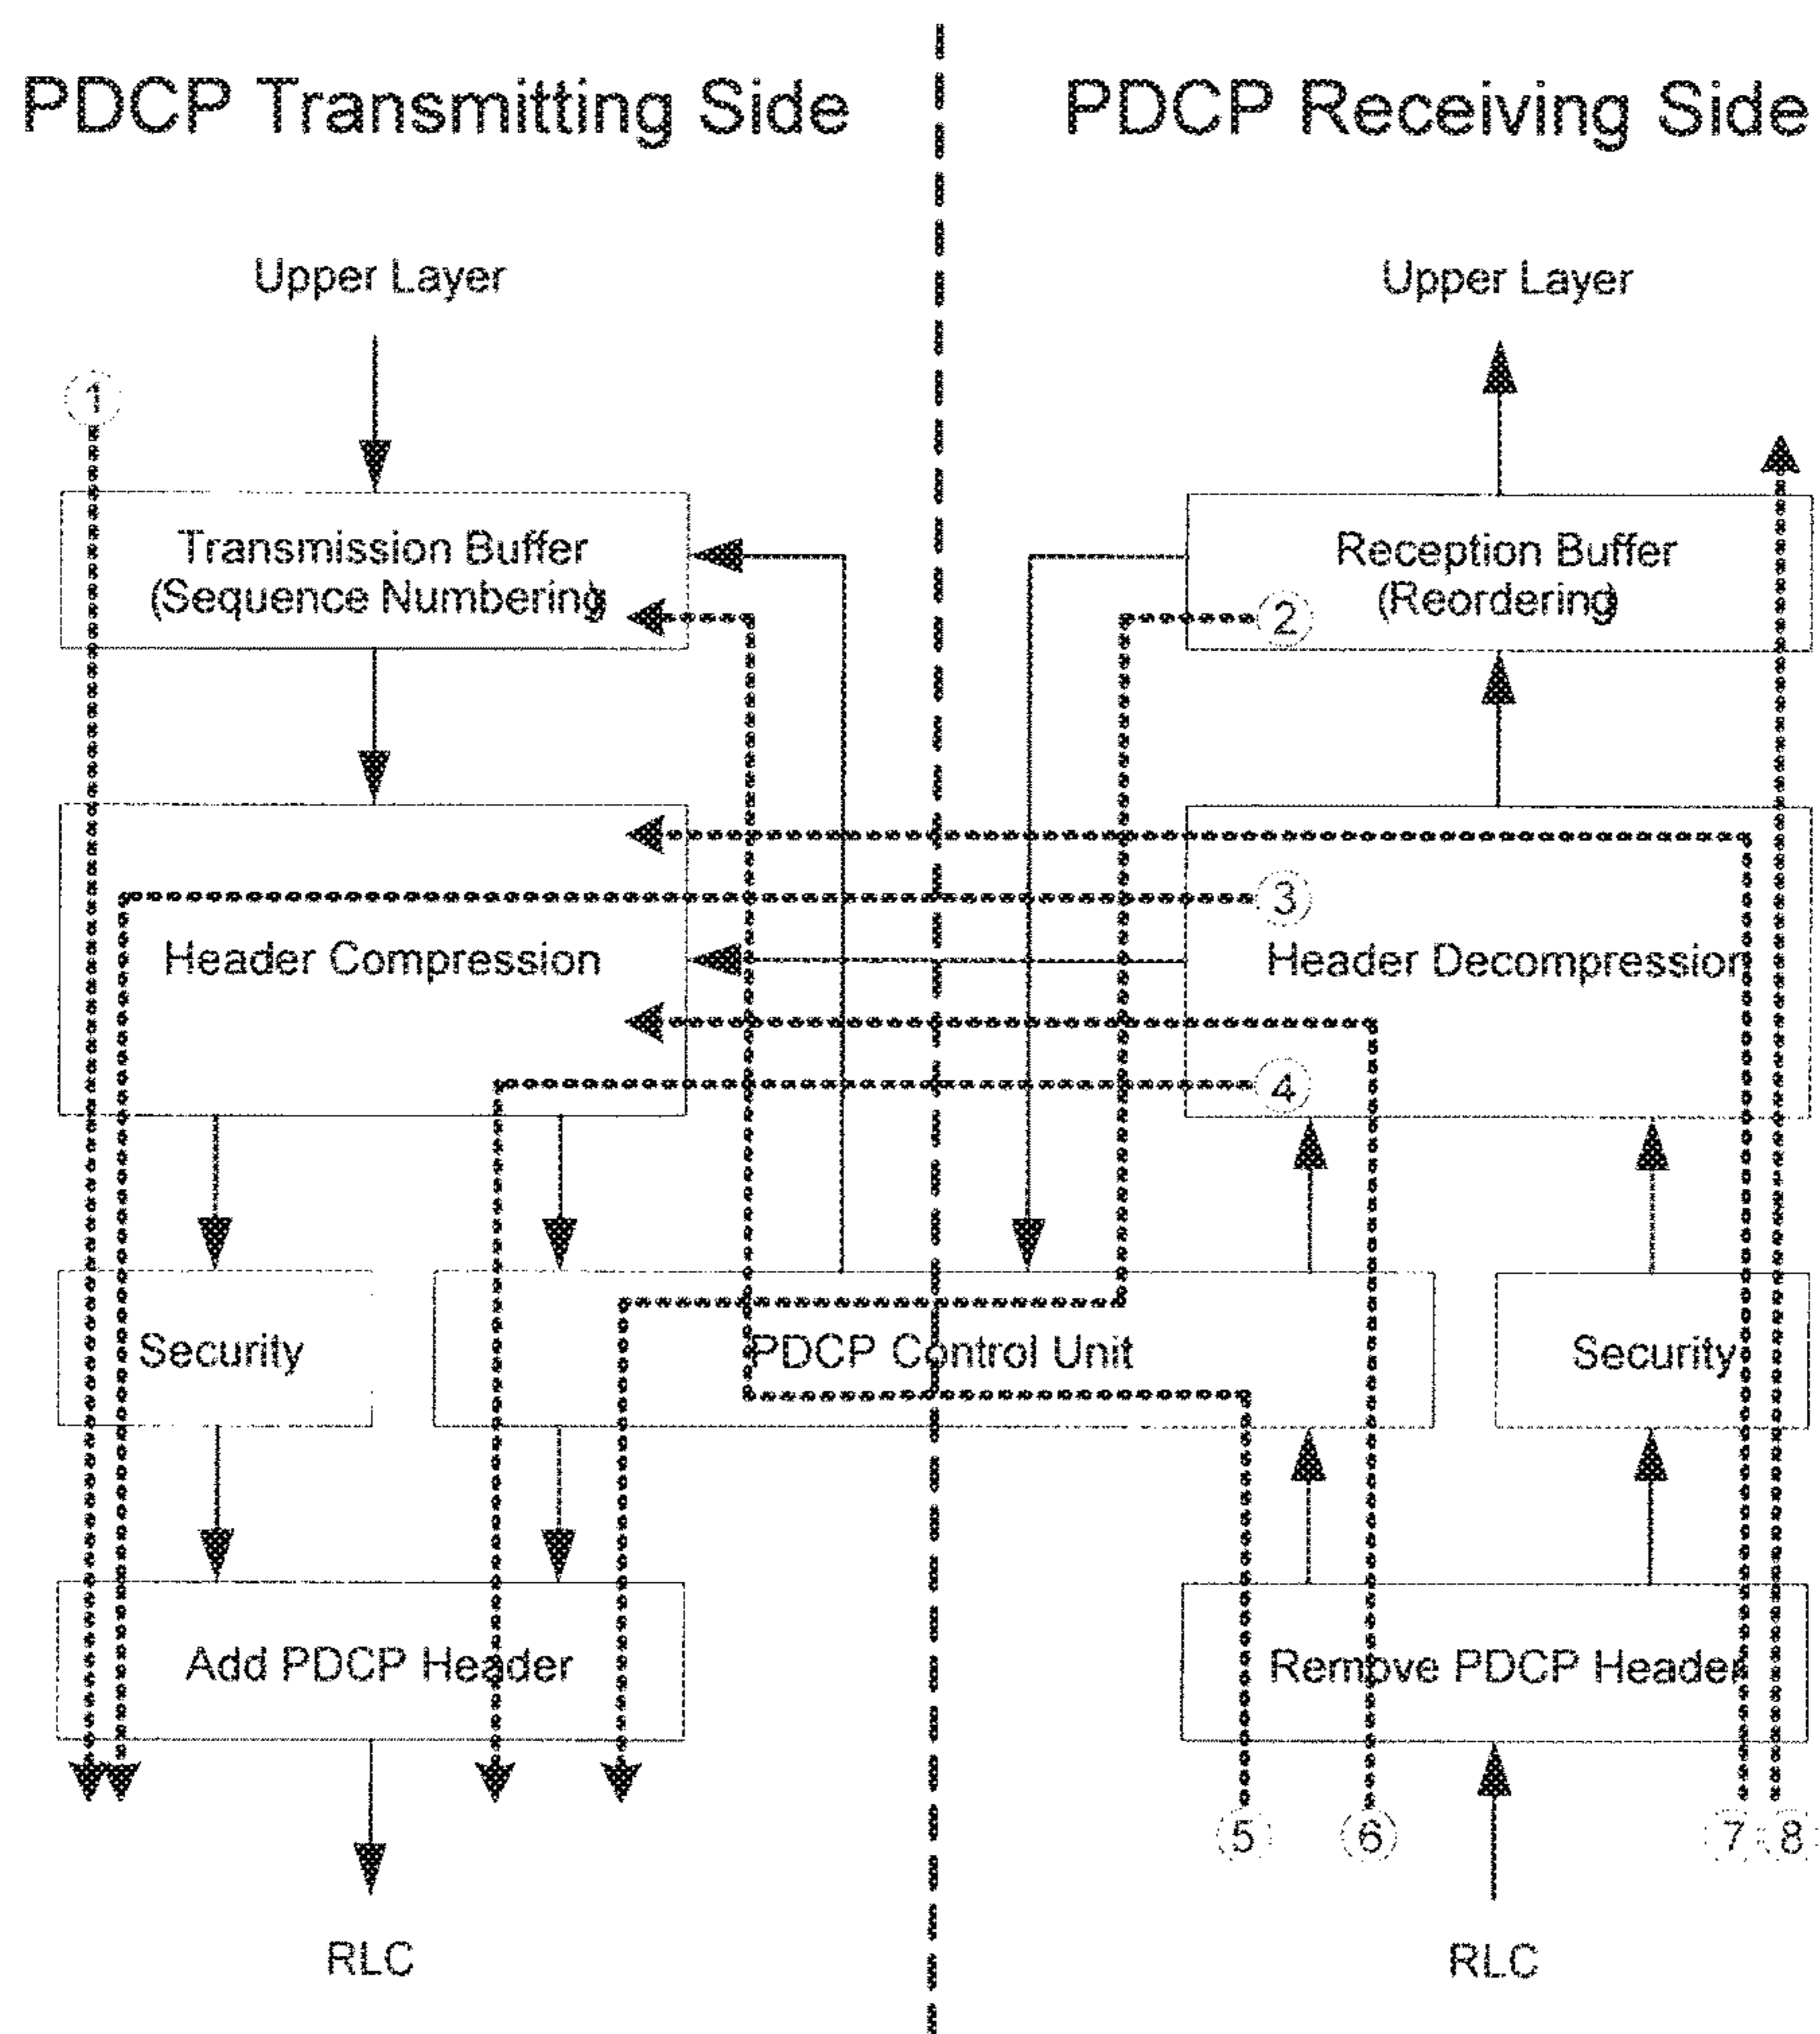 PDCP Transmitting Side
PDCP Receiving Side
Upper Layer
Upper Layer
1
Transmission Buffer
(Sequence Numbering)
Reception Buffer
(Reordering)
2
3
Header Compression
Header Decompression
4
Security
PDCP Control Unit
Security
Add PDCP Header
Remove PDCP Header
5
6
7
8
RLC
RLC